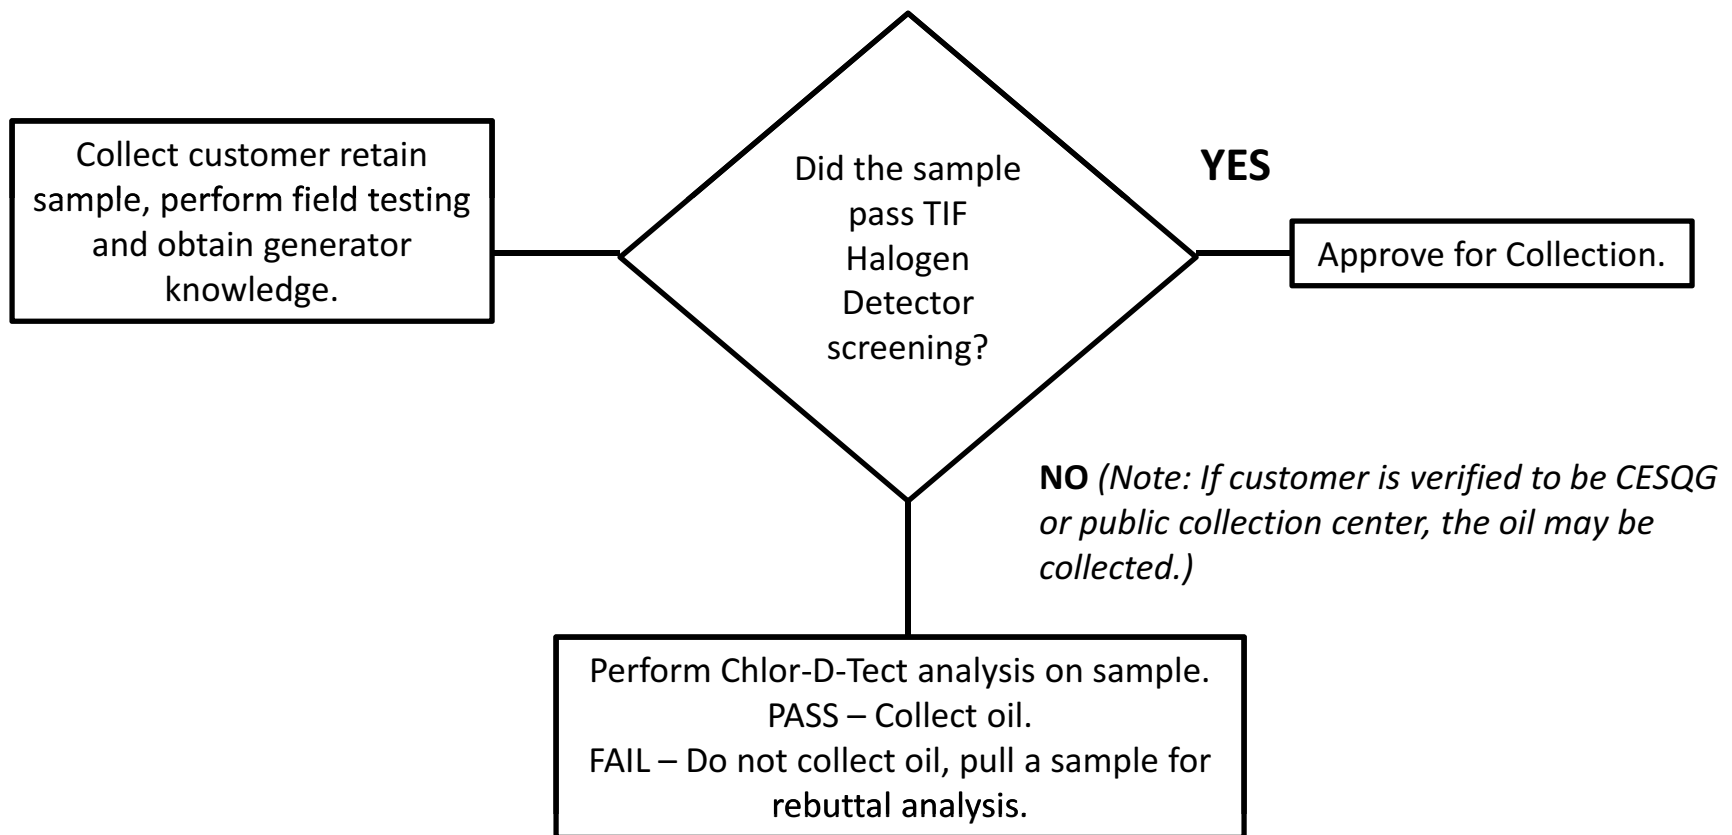 Collect customer retain
sample, perform field testing
and obtain generator
knowledge.
Did the sample
pass TIF
Halogen
Detector
screening?
YES
Approve for Collection.
NO (Note: If customer is verified to be CESQG
or public collection center, the oil may be
collected.)
Perform Chlor-D-Tect analysis on sample.
PASS – Collect oil.
FAIL – Do not collect oil, pull a sample for
rebuttal analysis.